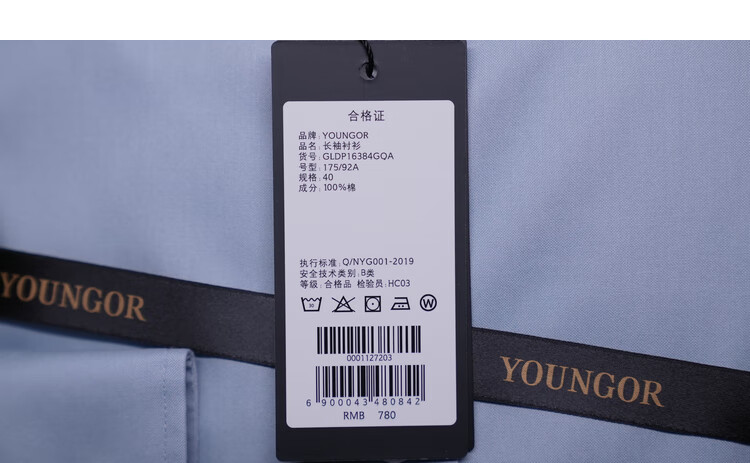 合格证
品牌: YOUNGOR
品名: 长袖衬衫
货号: GLDP16384GQA
号型: 175/92A
规格: 40
成分: 100%棉
执行标准: Q/NYG001-2019
安全技术类别: B类
等级: 合格品 检验员: HC03
30
W
0001127203
6 900043 480842
RMB 780
YOUNGOR
YOUNGOR